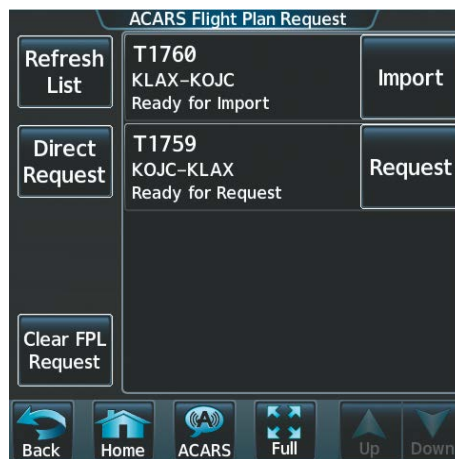 ACARS Flight Plan Request
Refresh
List
T1760
KLAX-KOJC
Ready for Import
Import
Direct
Request
T1759
KOJC-KLAX
Ready for Request
Request
Clear FPL
Request
Back
Home
A
ACARS
Full
Up
Down